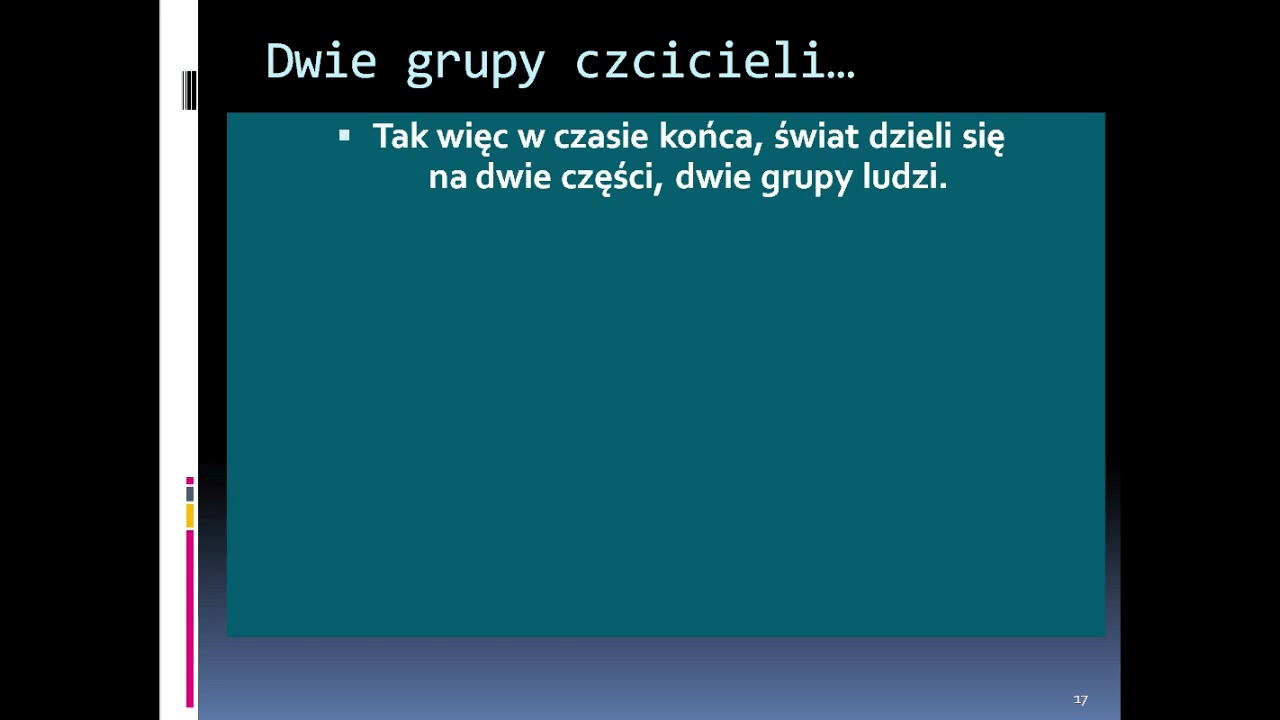 Dwie grupy czcicieli…
▪ Tak więc w czasie końca, świat dzieli się
na dwie części, dwie grupy ludzi.
17